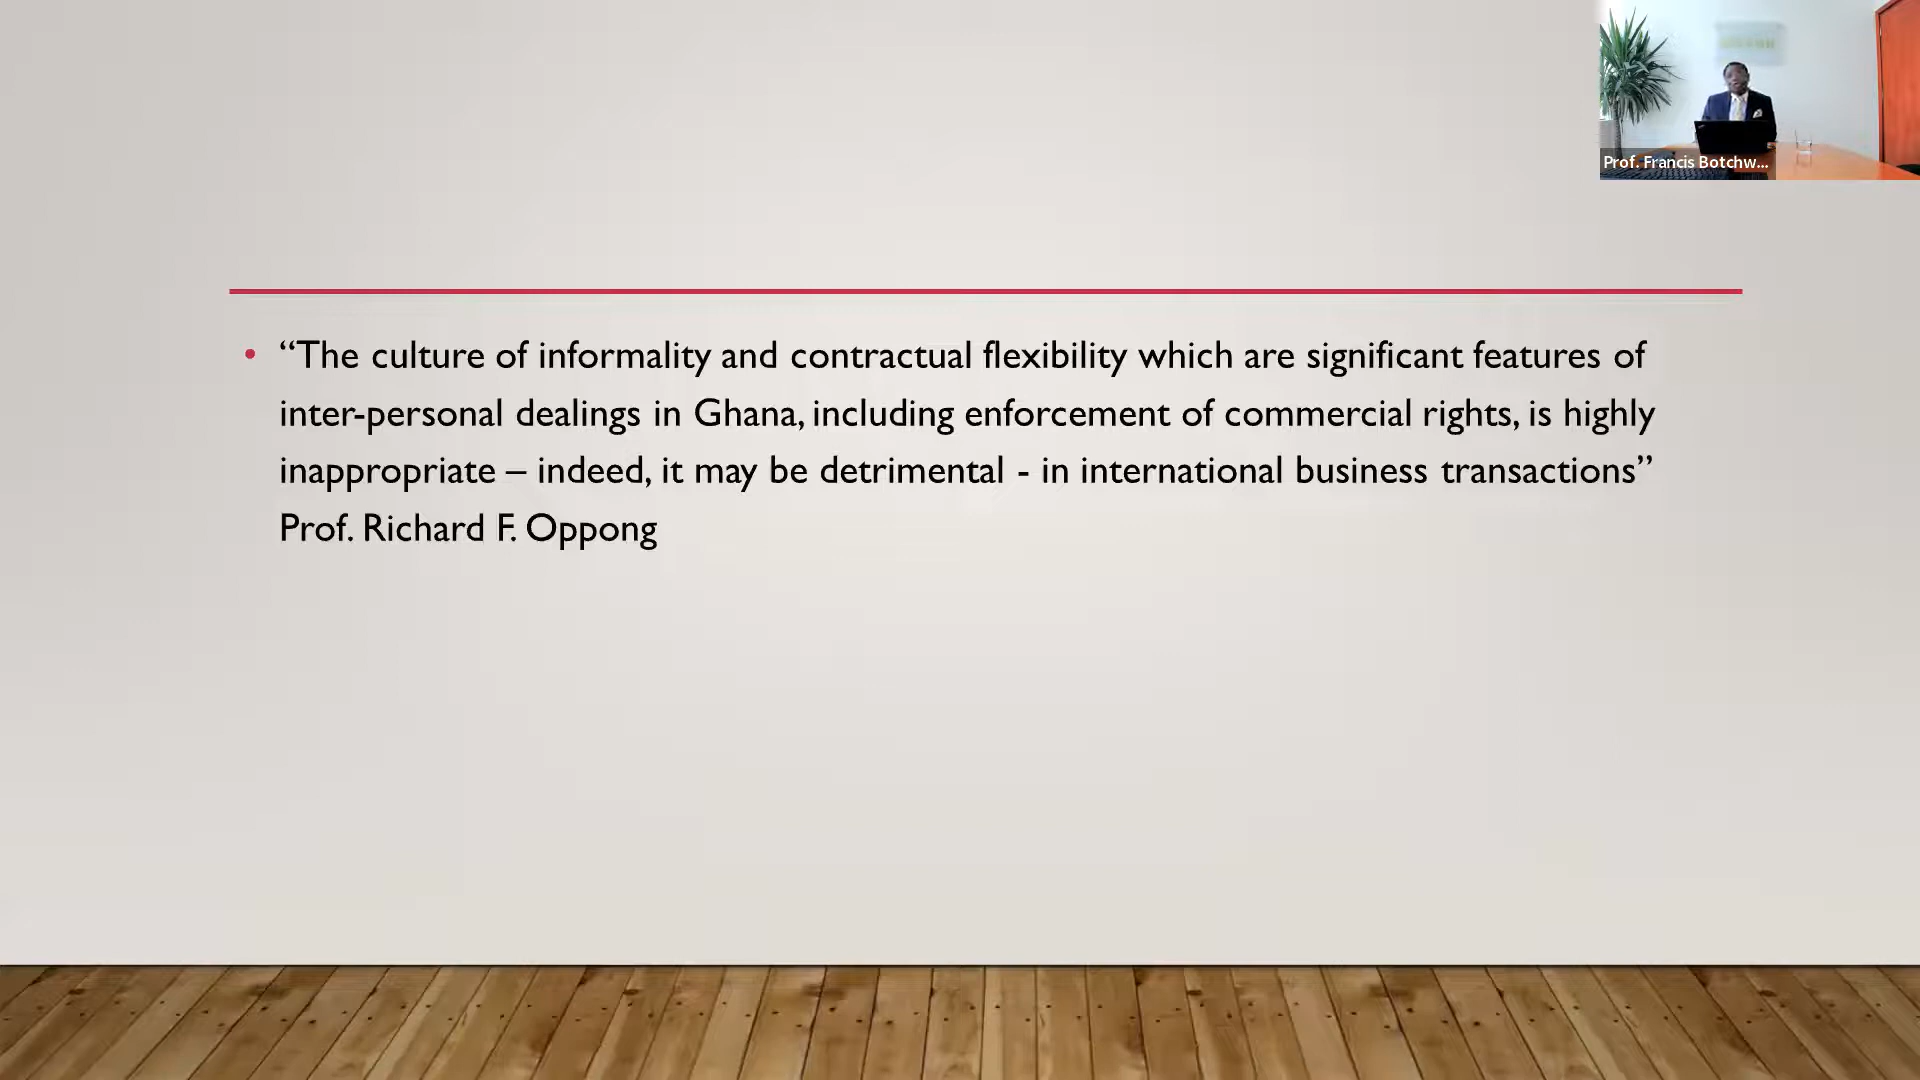 Prof. Francis Botchw...
• “The culture of informality and contractual flexibility which are significant features of
inter-personal dealings in Ghana, including enforcement of commercial rights, is highly
inappropriate – indeed, it may be detrimental - in international business transactions”
Prof. Richard F. Oppong